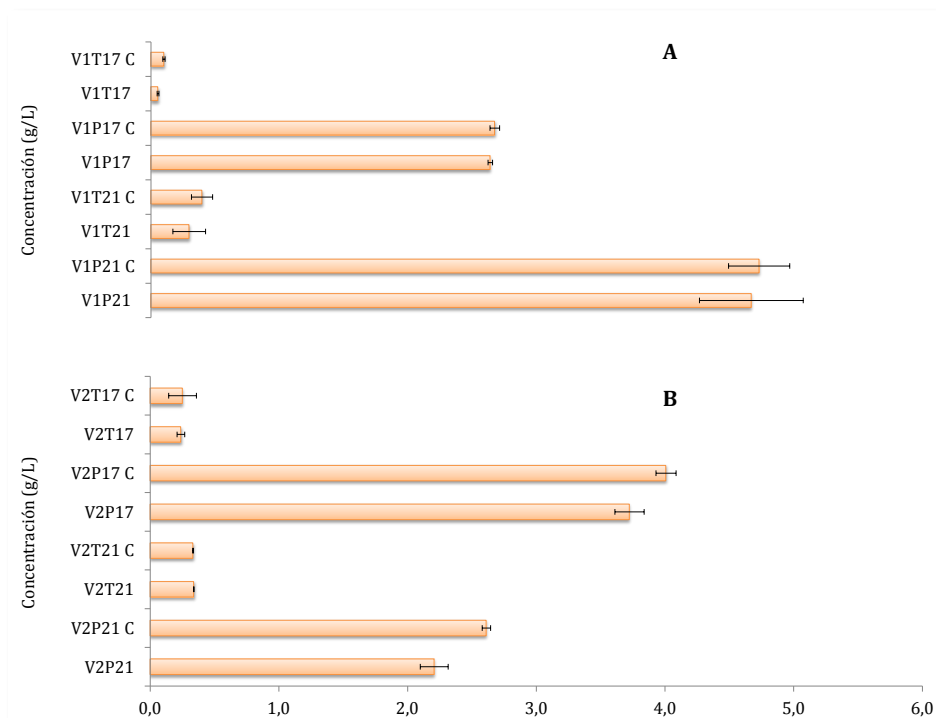 A
V1T17 C
V1T17
V1P17 C
V1P17
V1T21 C
V1T21
V1P21 C
V1P21
Concentración (g/L)
B
V2T17 C
V2T17
V2P17 C
V2P17
V2T21 C
V2T21
V2P21 C
V2P21
Concentración (g/L)
0,0 1,0 2,0 3,0 4,0 5,0 6,0